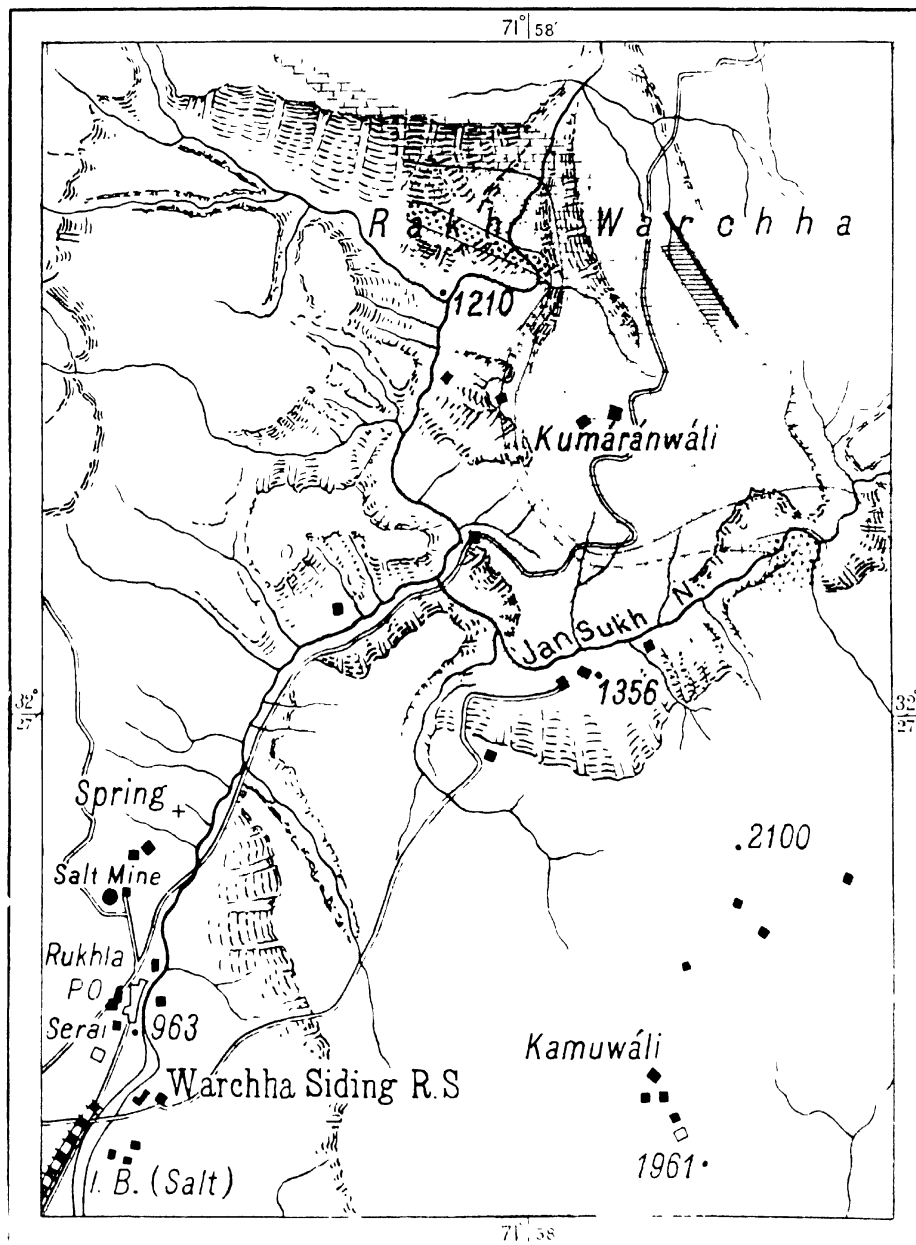 71° 58'
Rakh Warchha
1210
Kumáránwáli
Jan Sukh N
1356
32° 27'
32° 27'
Spring
2100
Salt Mine
Rukhla
P O
Serai
963
Kamuwáli
Warchha Siding R.S
1961
I. B. (Salt)
71° 58